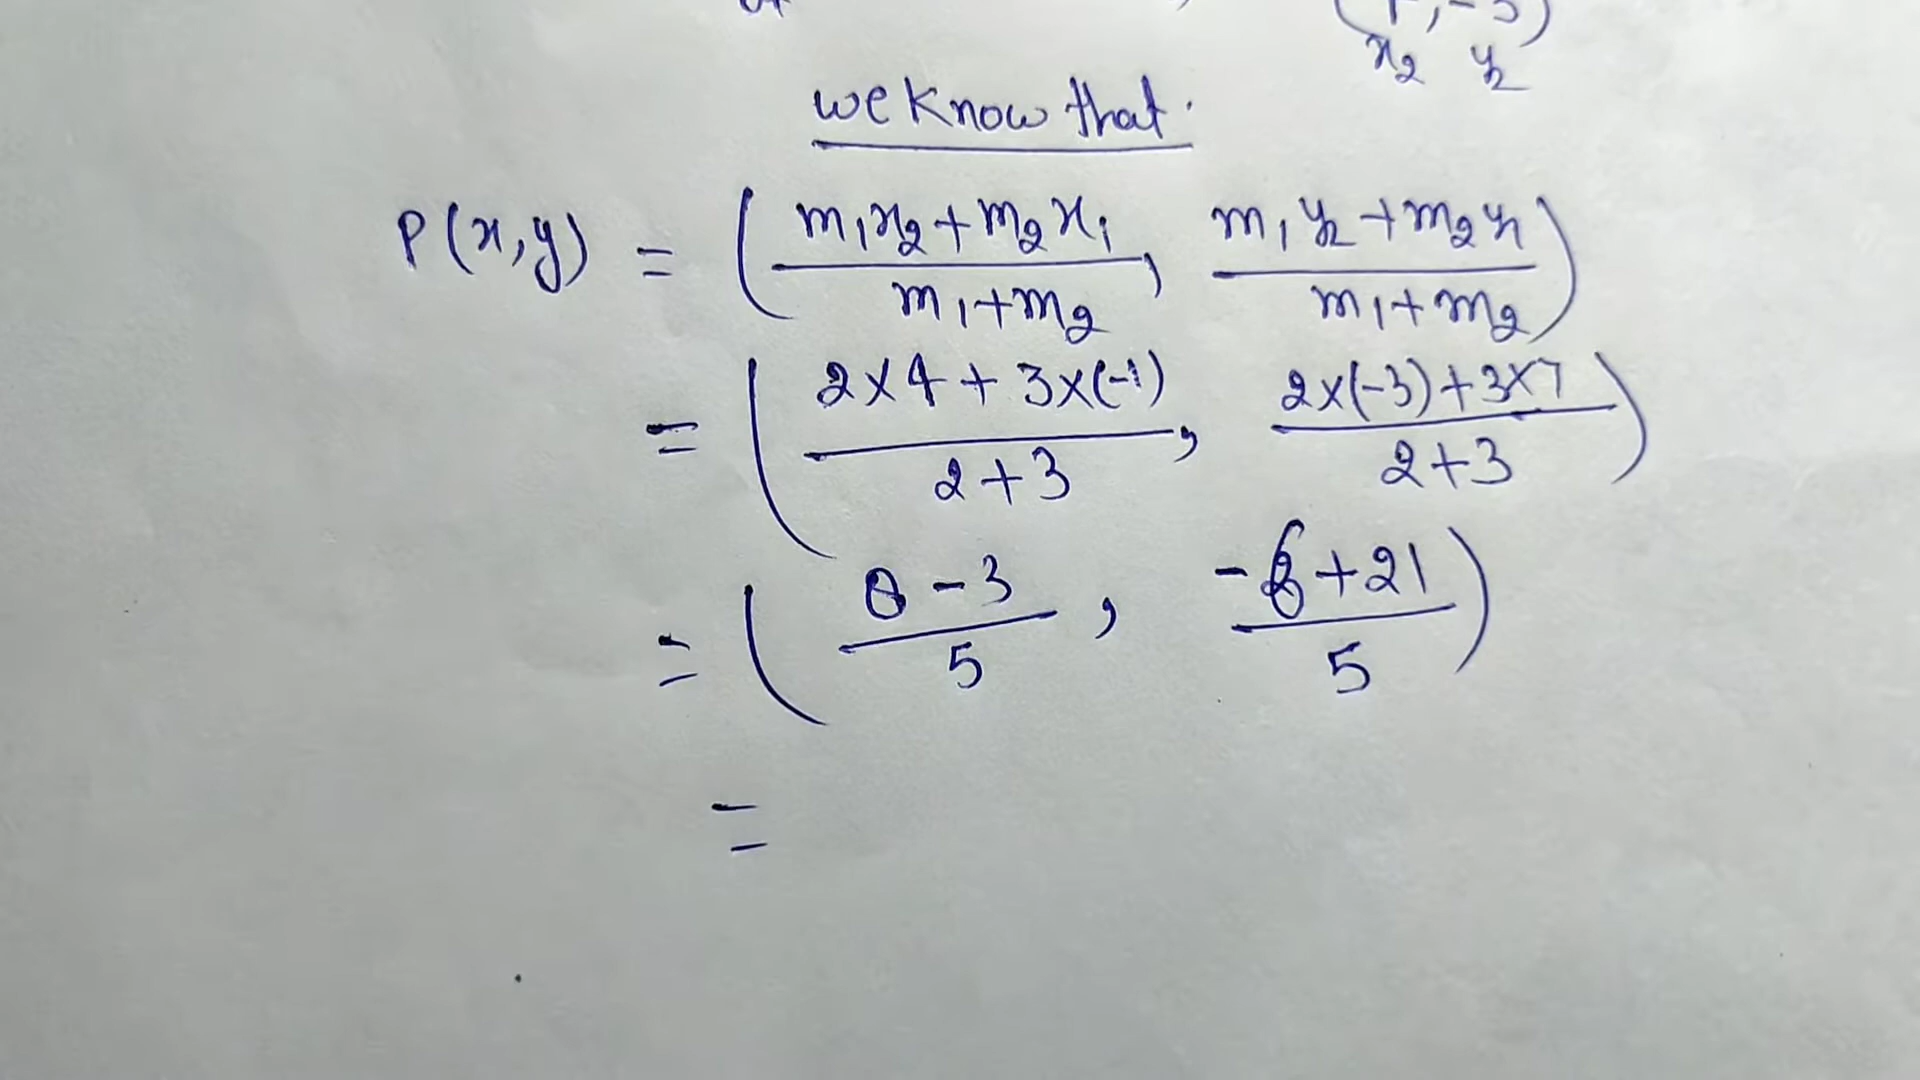 x₂ y₂
we know that.
P(x,y) = ( (m₁x₂+m₂x₁)/(m₁+m₂), (m₁y₂+m₂y₁)/(m₁+m₂) )
= ( (2×4+3×(-1))/(2+3), (2×(-3)+3×7)/(2+3) )
= ( (8-3)/5, (-6+21)/5 )
=